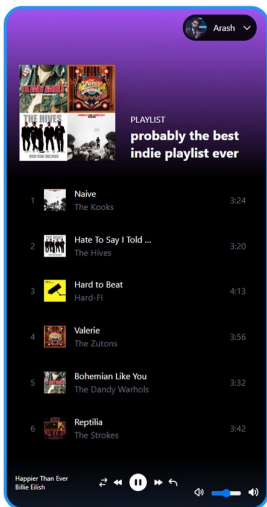 Arash
THE HIVES
PLAYLIST
probably the best
indie playlist ever
1 Naive 3:24
The Kooks
2 Hate To Say I Told ... 3:20
The Hives
3 Hard to Beat 4:13
Hard-FI
4 Valerie 3:56
The Zutons
5 Bohemian Like You 3:32
The Dandy Warhols
6 Reptilia 3:42
The Strokes
Happier Than Ever
Billie Eilish